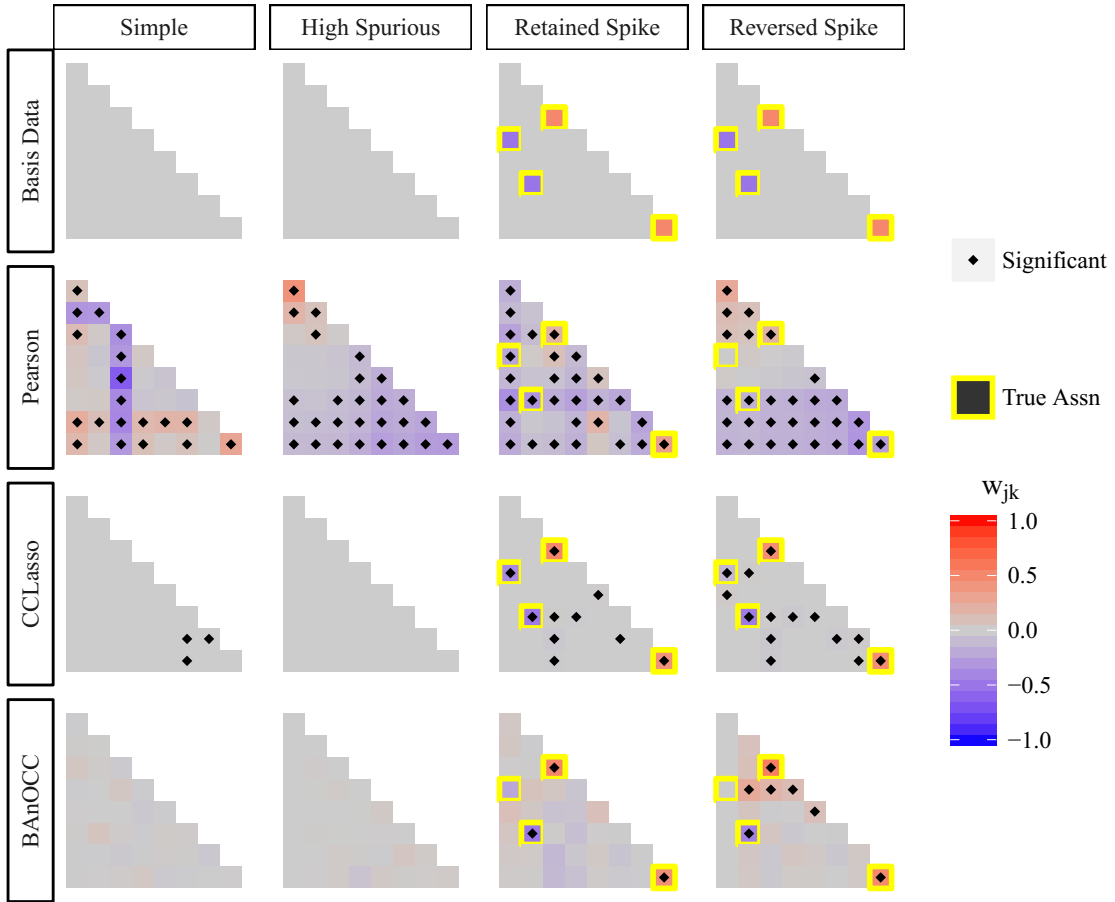 Simple
High Spurious
Retained Spike
Reversed Spike
Basis Data
Pearson
CCLasso
BAnOCC
Significant
True Assn
wjk
1.0
0.5
0.0
−0.5
−1.0